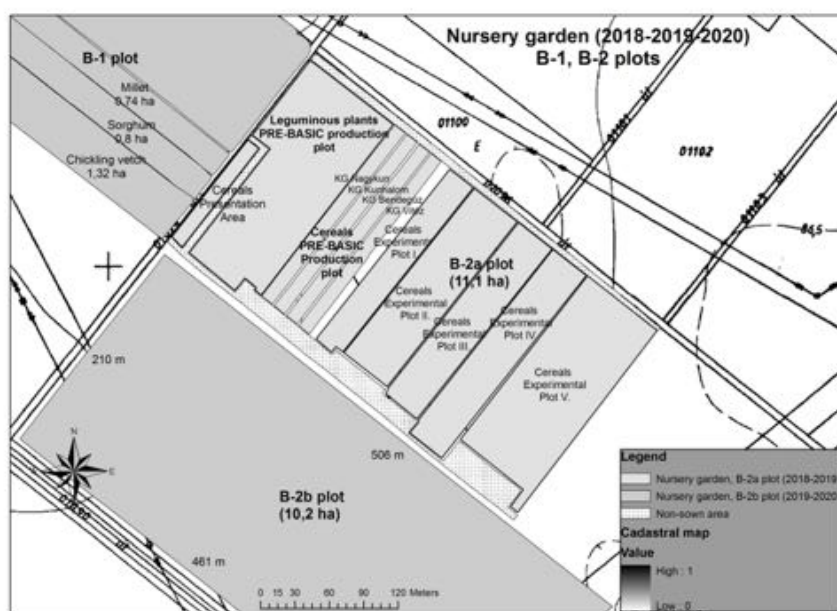 Nursery garden (2018-2019-2020)
B-1, B-2 plots
B-1 plot
Millet
0,74 ha
Sorghum
0,8 ha
Chickling vetch
1,32 ha
Leguminous plants
PRE-BASIC production
plot
Cereals
Presentation
Area
KG Kunhalom
KG Sendegúz
KG Vitéz
Cereals
PRE-BASIC
Production
plot
Cereals
Experimental
Plot I.
B-2a plot
(11,1 ha)
Cereals
Experimental
Plot II.
Cereals
Experimental
Plot III.
Cereals
Experimental
Plot IV.
Cereals
Experimental
Plot V.
01100
E
01102
210 m
506 m
461 m
N
E
B-2b plot
(10,2 ha)
0 15 30 60 90 120 Meters
Legend
Nursery garden, B-2a plot (2018-2019
Nursery garden, B-2b plot (2019-2020
Non-sown area
Cadastral map
Value
High : 1
Low : 0